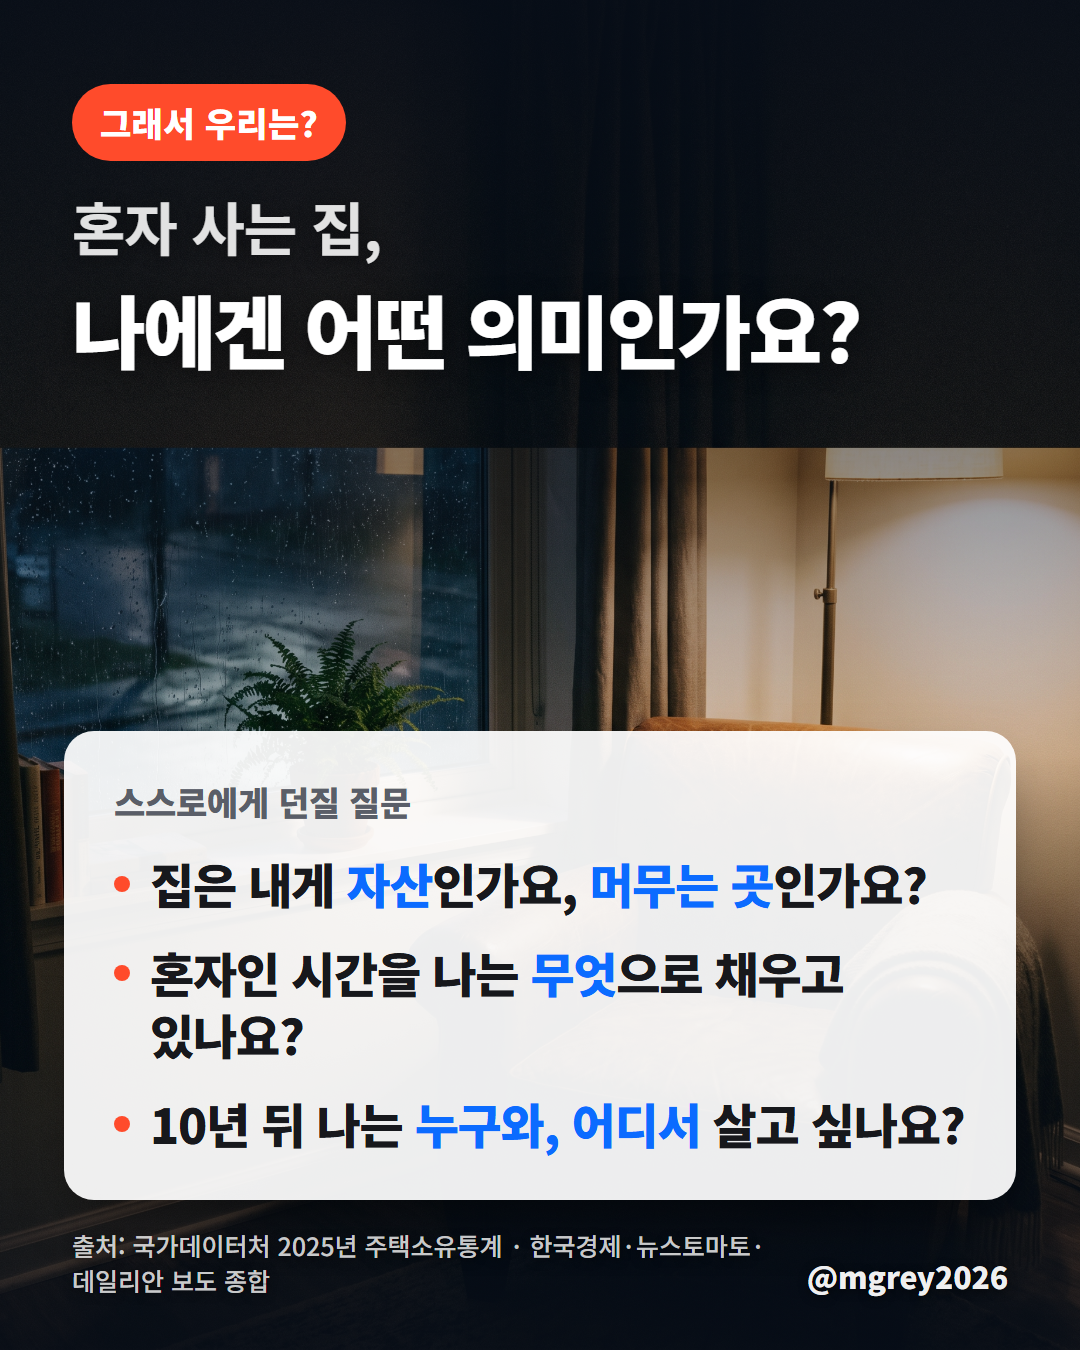 그래서 우리는?
혼자 사는 집,
나에겐 어떤 의미인가요?
스스로에게 던질 질문
• 집은 내게 자산인가요, 머무는 곳인가요?
• 혼자인 시간을 나는 무엇으로 채우고
있나요?
• 10년 뒤 나는 누구와, 어디서 살고 싶나요?
출처: 국가데이터처 2025년 주택소유통계 · 한국경제·뉴스토마토·
데일리안 보도 종합
@mgrey2026